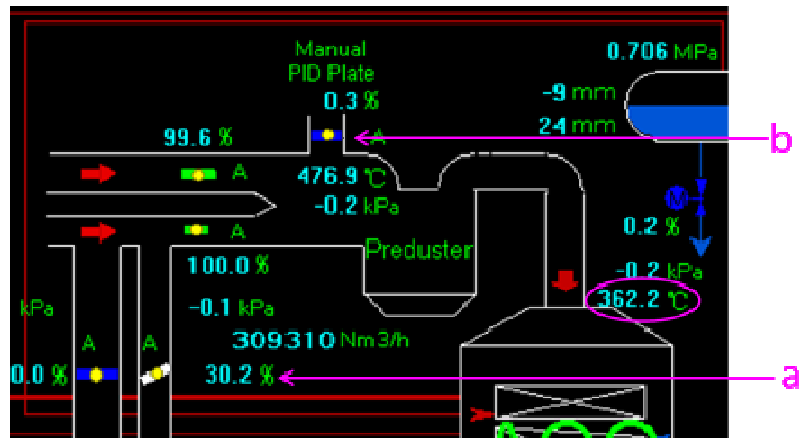 Manual
PID Plate
0.3 %
0.706 MPa
-9 mm
24 mm
99.6 %
A
b
A
476.9 ℃
-0.2 kPa
M
0.2 %
A
Preduster
100.0 %
-0.2 kPa
362.2 ℃
kPa
-0.1 kPa
309310 Nm3/h
A
A
0.0 %
30.2 %
a